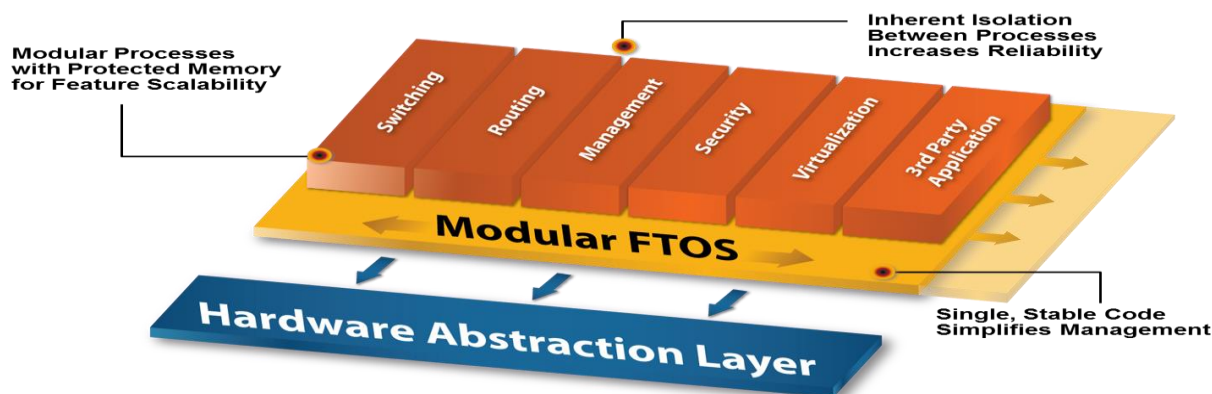 Inherent Isolation
Between Processes
Increases Reliability
Modular Processes
with Protected Memory
for Feature Scalability
Switching
Routing
Management
Security
Virtualization
3rd Party
Application
Modular FTOS
Single, Stable Code
Simplifies Management
Hardware Abstraction Layer